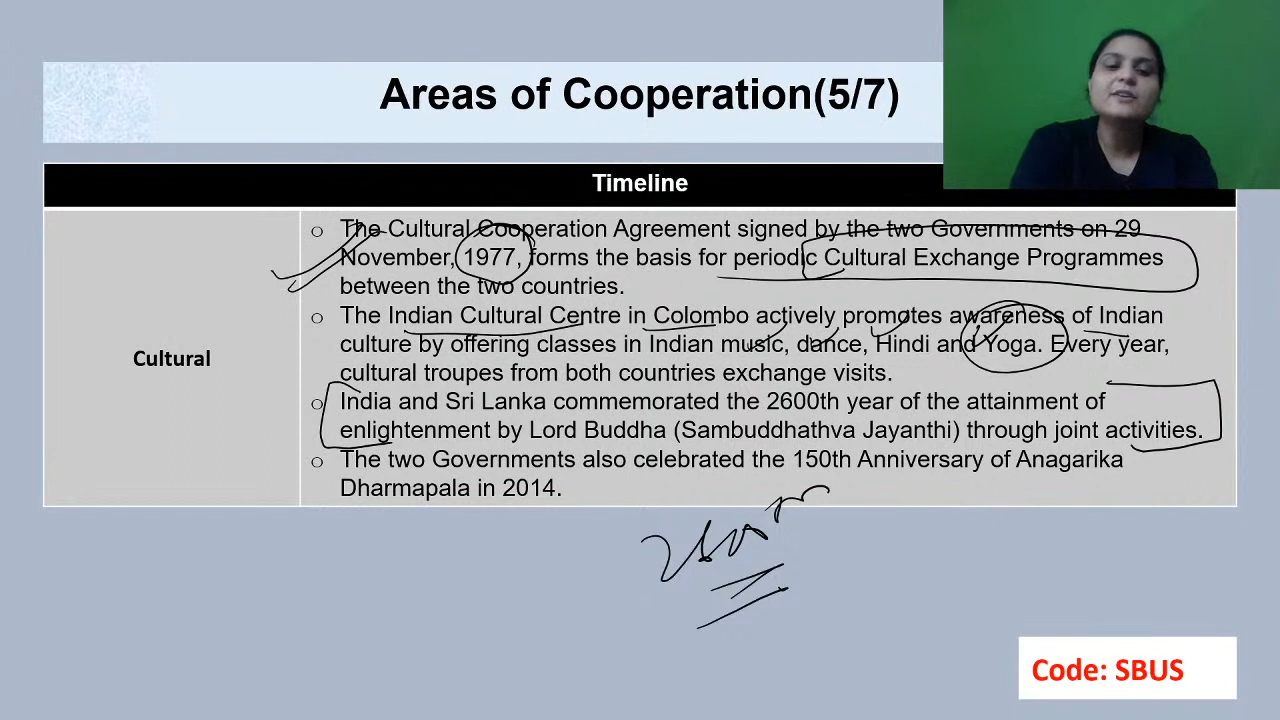 Areas of Cooperation(5/7)
Timeline
Cultural
o The Cultural Cooperation Agreement signed by the two Governments on 29
November, 1977, forms the basis for periodic Cultural Exchange Programmes
between the two countries.
o The Indian Cultural Centre in Colombo actively promotes awareness of Indian
culture by offering classes in Indian music, dance, Hindi and Yoga. Every year,
cultural troupes from both countries exchange visits.
o India and Sri Lanka commemorated the 2600th year of the attainment of
enlightenment by Lord Buddha (Sambuddhathva Jayanthi) through joint activities.
o The two Governments also celebrated the 150th Anniversary of Anagarika
Dharmapala in 2014.
Code: SBUS